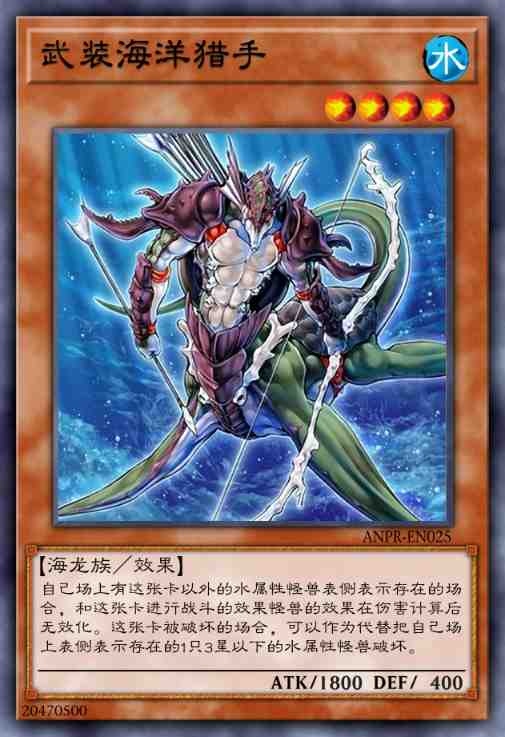 武装海洋猎手
水
ANPR-EN025
【海龙族／效果】
自己场上有这张卡以外的水属性怪兽表侧表示存在的场
合，和这张卡进行战斗的效果怪兽的效果在伤害计算后
无效化。这张卡被破坏的场合，可以作为代替把自己场
上表侧表示存在的1只3星以下的水属性怪兽破坏。
ATK/1800 DEF/ 400
20470500